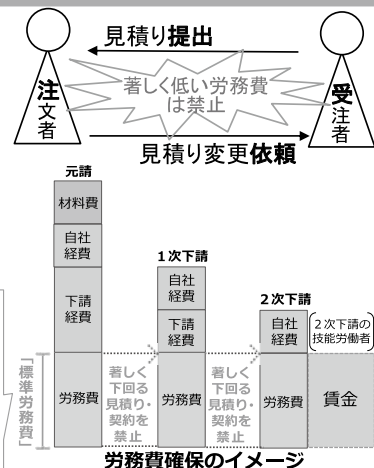 見積り提出
著しく低い労務費
は禁止
注文者
受注者
見積り変更依頼
元請
材料費
自社
経費
下請
経費
労務費
1次下請
自社
経費
下請
経費
労務費
2次下請
自社
経費
労務費
(2次下請の
技能労働者)
賃金
「標準労務費」
著しく
下回る
見積り・
契約を
禁止
著しく
下回る
見積り・
契約を
禁止
労務費確保のイメージ